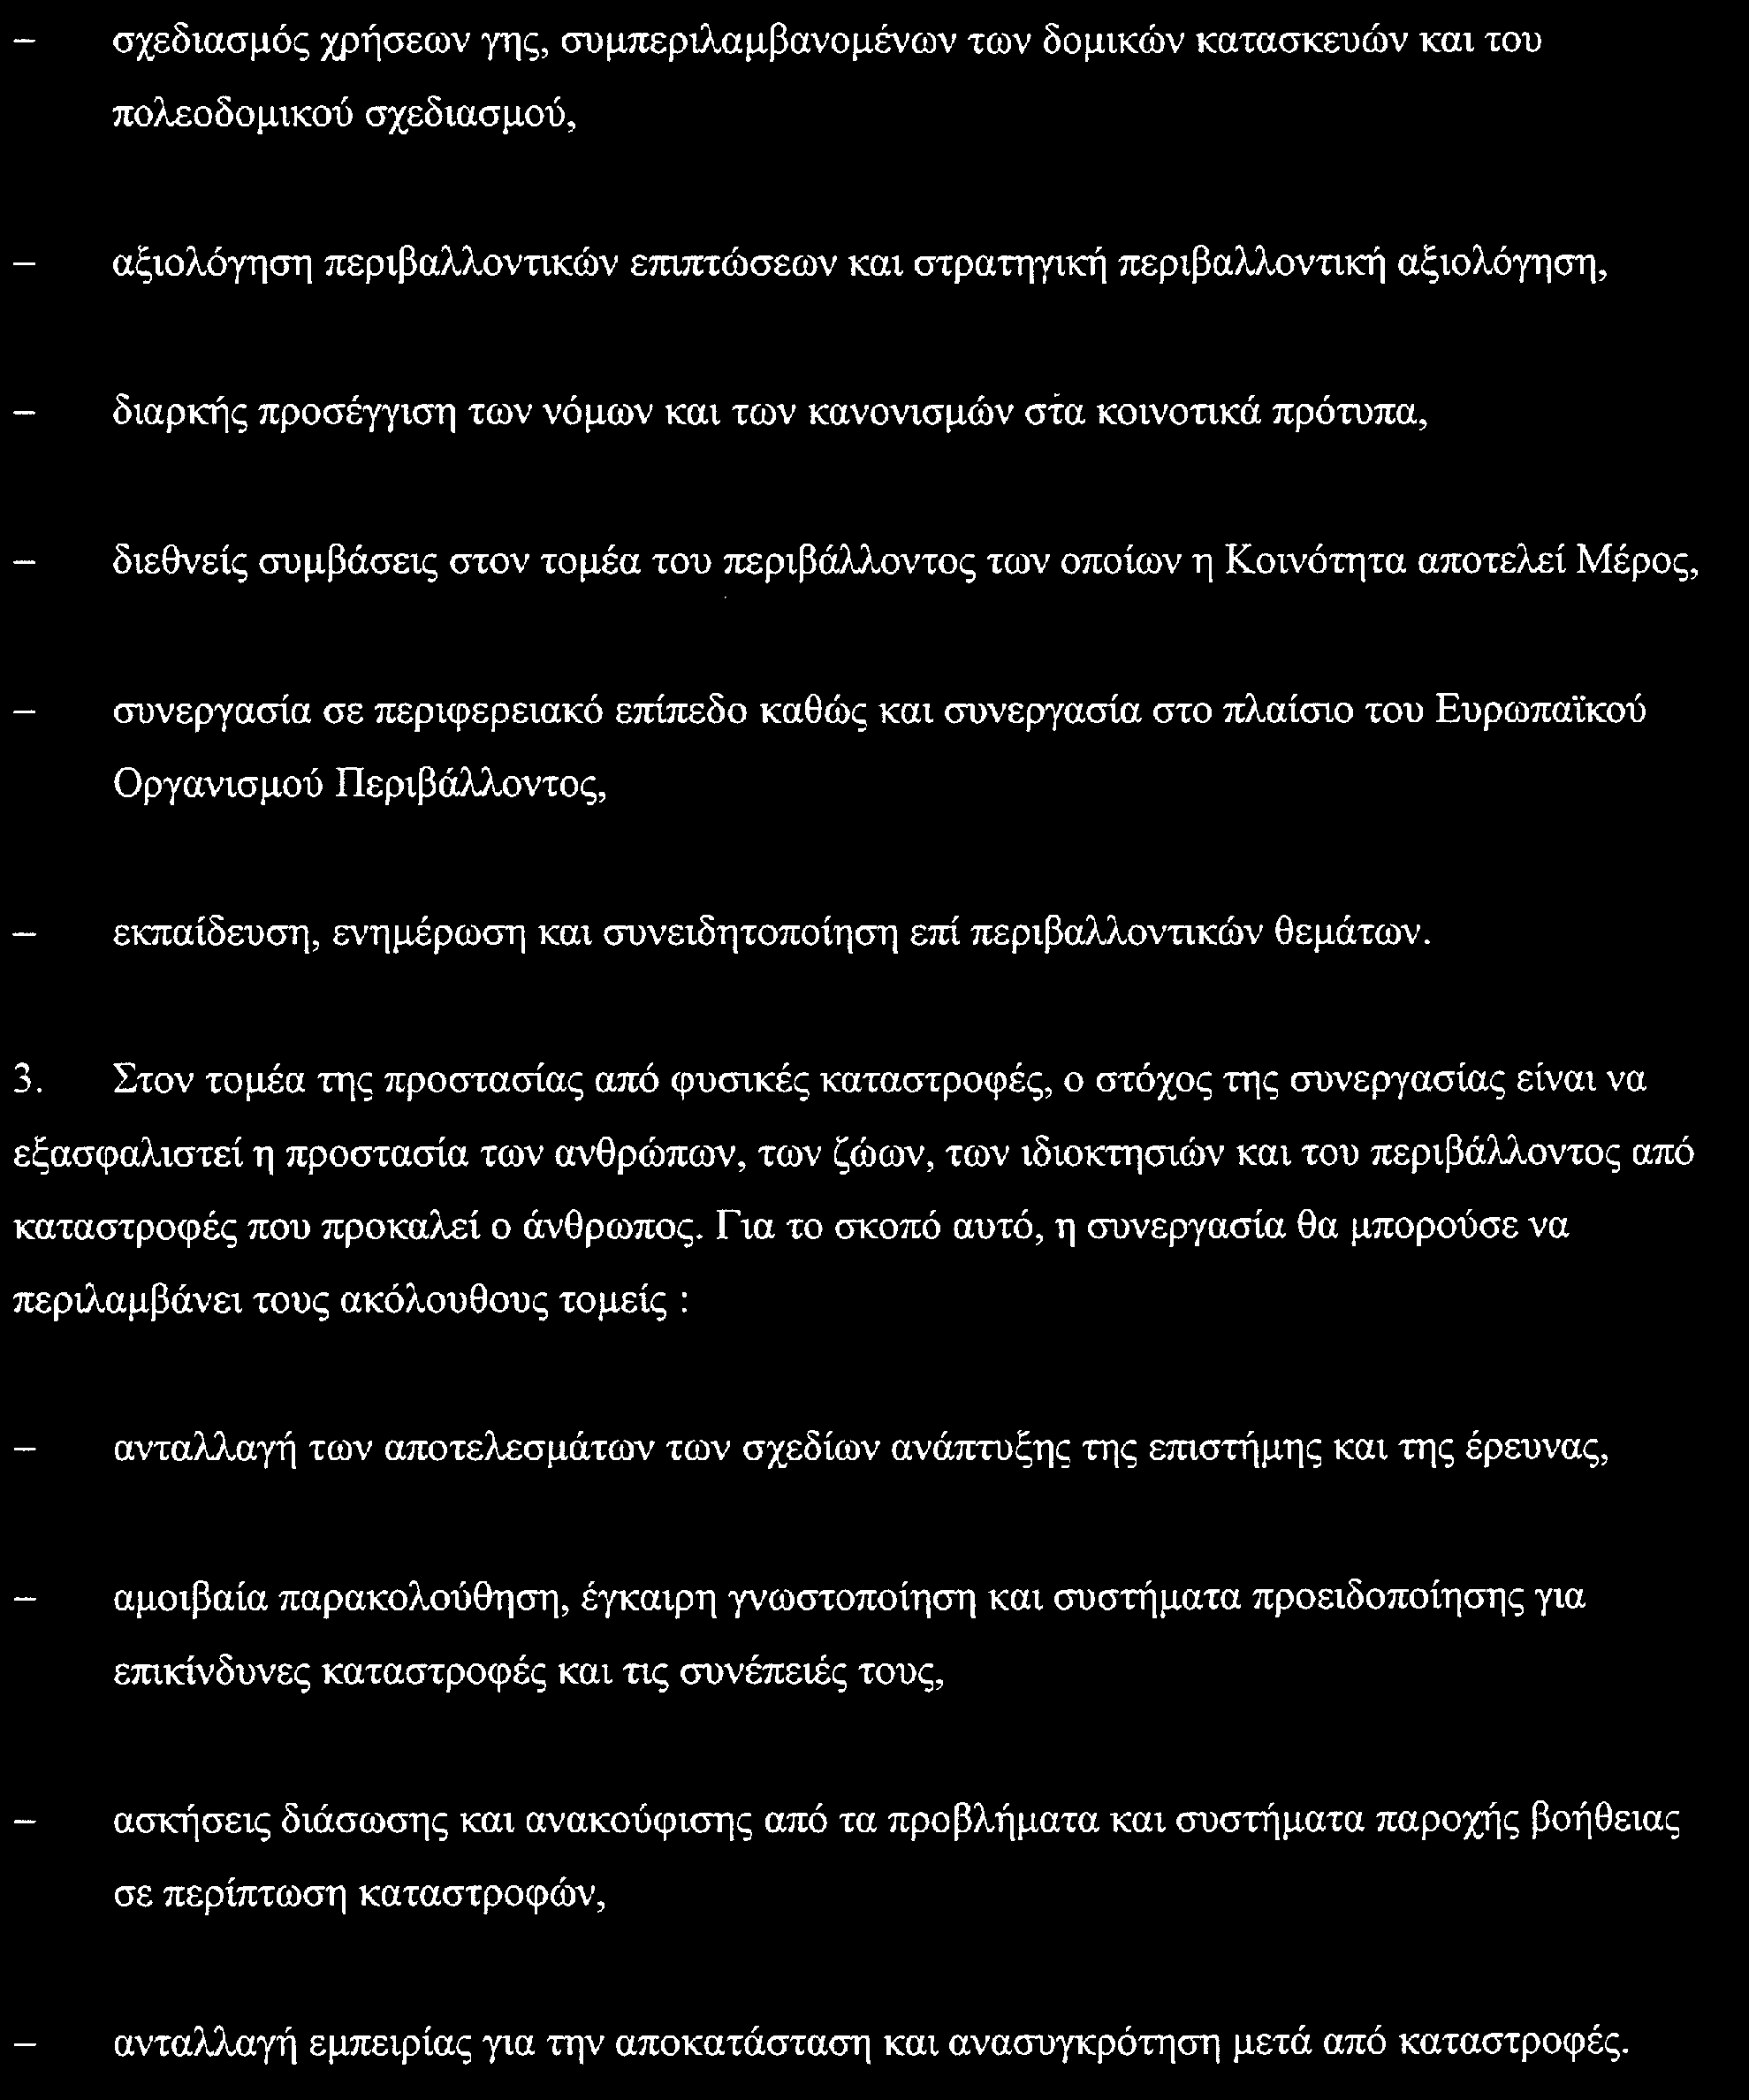 – σχεδιασμός χρήσεων γης, συμπεριλαμβανομένων των δομικών κατασκευών και του
πολεοδομικού σχεδιασμού,
– αξιολόγηση περιβαλλοντικών επιπτώσεων και στρατηγική περιβαλλοντική αξιολόγηση,
– διαρκής προσέγγιση των νόμων και των κανονισμών στα κοινοτικά πρότυπα,
– διεθνείς συμβάσεις στον τομέα του περιβάλλοντος των οποίων η Κοινότητα αποτελεί Μέρος,
– συνεργασία σε περιφερειακό επίπεδο καθώς και συνεργασία στο πλαίσιο του Ευρωπαϊκού
Οργανισμού Περιβάλλοντος,
– εκπαίδευση, ενημέρωση και συνειδητοποίηση επί περιβαλλοντικών θεμάτων.
3. Στον τομέα της προστασίας από φυσικές καταστροφές, ο στόχος της συνεργασίας είναι να
εξασφαλιστεί η προστασία των ανθρώπων, των ζώων, των ιδιοκτησιών και του περιβάλλοντος από
καταστροφές που προκαλεί ο άνθρωπος. Για το σκοπό αυτό, η συνεργασία θα μπορούσε να
περιλαμβάνει τους ακόλουθους τομείς :
– ανταλλαγή των αποτελεσμάτων των σχεδίων ανάπτυξης της επιστήμης και της έρευνας,
– αμοιβαία παρακολούθηση, έγκαιρη γνωστοποίηση και συστήματα προειδοποίησης για
επικίνδυνες καταστροφές και τις συνέπειές τους,
– ασκήσεις διάσωσης και ανακούφισης από τα προβλήματα και συστήματα παροχής βοήθειας
σε περίπτωση καταστροφών,
– ανταλλαγή εμπειρίας για την αποκατάσταση και ανασυγκρότηση μετά από καταστροφές.